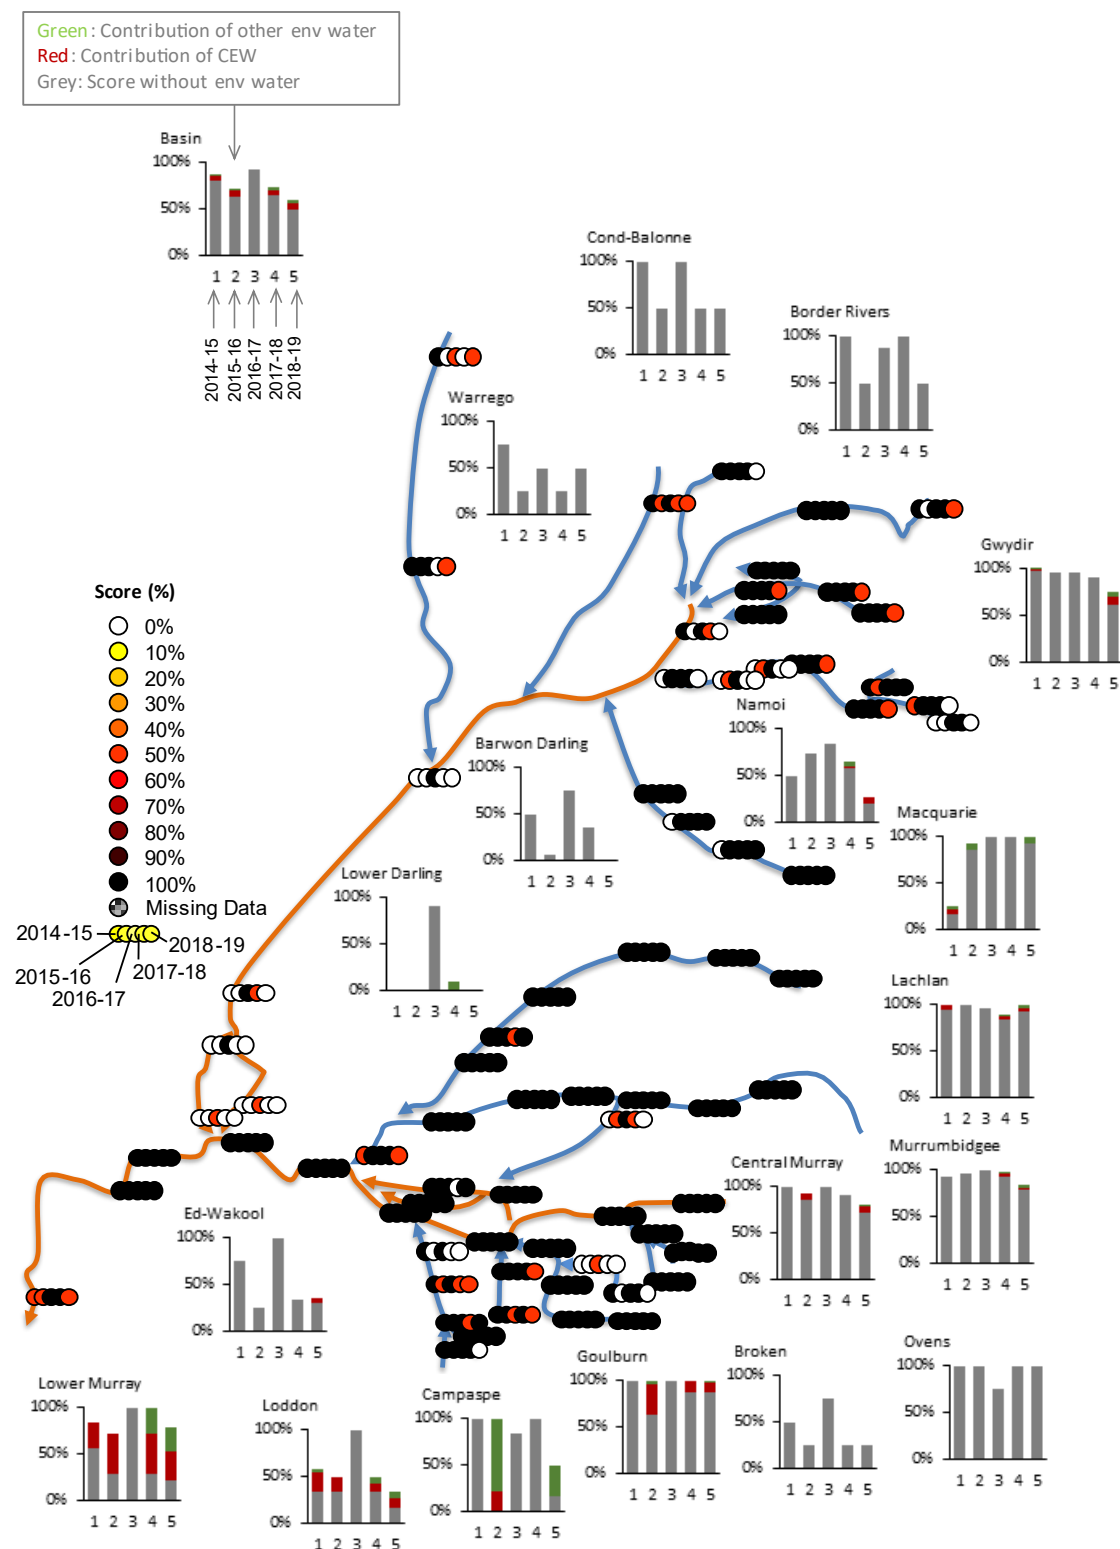 Green: Contribution of other env water
Red: Contribution of CEW
Grey: Score without env water
Basin
100%
50%
0%
1 2 3 4 5
2014-15
2015-16
2016-17
2017-18
2018-19
Cond-Balonne
100%
50%
0%
1 2 3 4 5
Border Rivers
100%
50%
0%
1 2 3 4 5
Warrego
100%
50%
0%
1 2 3 4 5
Gwydir
100%
50%
0%
1 2 3 4 5
Score (%)
0%
10%
20%
30%
40%
50%
60%
70%
80%
90%
100%
Missing Data
2014-15
2015-16
2016-17
2017-18
2018-19
Namoi
100%
50%
0%
1 2 3 4 5
Barwon Darling
100%
50%
0%
1 2 3 4 5
Macquarie
100%
50%
0%
1 2 3 4 5
Lower Darling
100%
50%
0%
1 2 3 4 5
Lachlan
100%
50%
0%
1 2 3 4 5
Murrumbidgee
100%
50%
0%
1 2 3 4 5
Central Murray
100%
50%
0%
1 2 3 4 5
Ed-Wakool
100%
50%
0%
1 2 3 4 5
Lower Murray
100%
50%
0%
1 2 3 4 5
Loddon
100%
50%
0%
1 2 3 4 5
Campaspe
100%
50%
0%
1 2 3 4 5
Goulburn
100%
50%
0%
1 2 3 4 5
Broken
100%
50%
0%
1 2 3 4 5
Ovens
100%
50%
0%
1 2 3 4 5